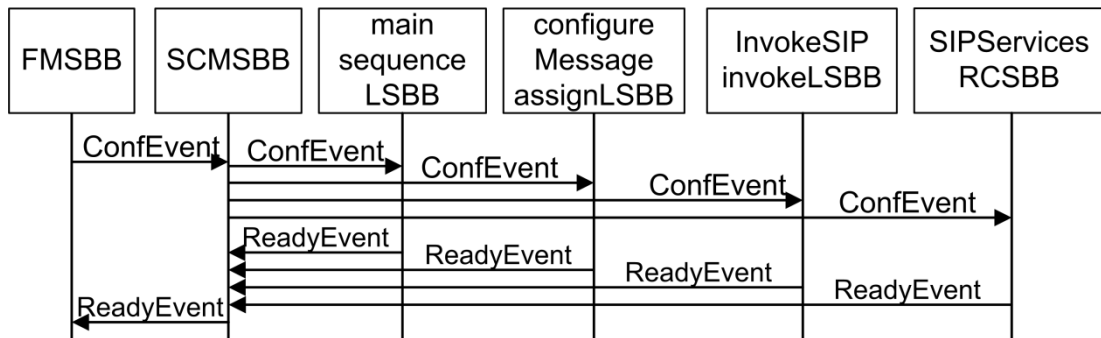 FMSBB
SCMSBB
main
sequence
LSBB
configure
Message
assignLSBB
InvokeSIP
invokeLSBB
SIPServices
RCSBB
ConfEvent
ConfEvent
ConfEvent
ConfEvent
ConfEvent
ReadyEvent
ReadyEvent
ReadyEvent
ReadyEvent
ReadyEvent